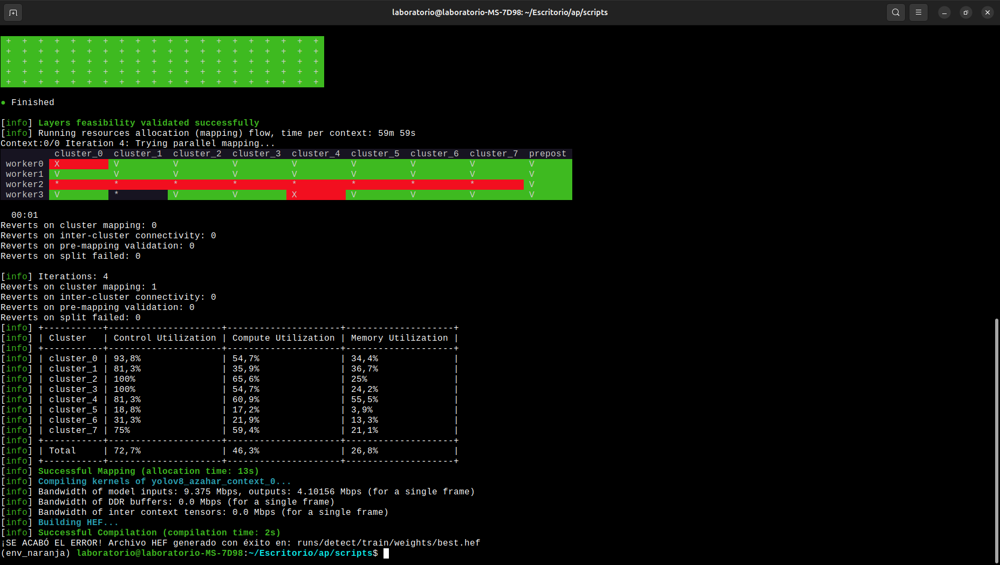 laboratorio@laboratorio-MS-7D98: ~/Escritorio/ap/scripts
+ + + + + + + + + + + + + + + + + + + +
+ + + + + + + + + + + + + + + + + + + +
+ + + + + + + + + + + + + + + + + + + +
+ + + + + + + + + + + + + + + + + + + +
+ + + + + + + + + + + + + + + + + + + +
● Finished
[info] Layers feasibility validated successfully
[info] Running resources allocation (mapping) flow, time per context: 59m 59s
Context:0/0 Iteration 4: Trying parallel mapping...
cluster_0 cluster_1 cluster_2 cluster_3 cluster_4 cluster_5 cluster_6 cluster_7 prepost
worker0 X V V V V V V V V
worker1 V V V V V V V V V
worker2 * * * * * * * * V
worker3 V * V V X V V V V
00:01
Reverts on cluster mapping: 0
Reverts on inter-cluster connectivity: 0
Reverts on pre-mapping validation: 0
Reverts on split failed: 0
[info] Iterations: 4
Reverts on cluster mapping: 1
Reverts on inter-cluster connectivity: 0
Reverts on pre-mapping validation: 0
Reverts on split failed: 0
[info] +-----------+---------------------+---------------------+--------------------+
[info] | Cluster   | Control Utilization | Compute Utilization | Memory Utilization |
[info] +-----------+---------------------+---------------------+--------------------+
[info] | cluster_0 | 93,8%               | 54,7%               | 34,4%              |
[info] | cluster_1 | 81,3%               | 35,9%               | 36,7%              |
[info] | cluster_2 | 100%                | 65,6%               | 25%                |
[info] | cluster_3 | 100%                | 54,7%               | 24,2%              |
[info] | cluster_4 | 81,3%               | 60,9%               | 55,5%              |
[info] | cluster_5 | 18,8%               | 17,2%               | 3,9%               |
[info] | cluster_6 | 31,3%               | 21,9%               | 13,3%              |
[info] | cluster_7 | 75%                 | 59,4%               | 21,1%              |
[info] +-----------+---------------------+---------------------+--------------------+
[info] | Total     | 72,7%               | 46,3%               | 26,8%              |
[info] +-----------+---------------------+---------------------+--------------------+
[info] Successful Mapping (allocation time: 13s)
[info] Compiling kernels of yolov8_azahar_context_0...
[info] Bandwidth of model inputs: 9.375 Mbps, outputs: 4.10156 Mbps (for a single frame)
[info] Bandwidth of DDR buffers: 0.0 Mbps (for a single frame)
[info] Bandwidth of inter context tensors: 0.0 Mbps (for a single frame)
[info] Building HEF...
[info] Successful Compilation (compilation time: 2s)
¡SE ACABÓ EL ERROR! Archivo HEF generado con éxito en: runs/detect/train/weights/best.hef
(env_naranja) laboratorio@laboratorio-MS-7D98:~/Escritorio/ap/scripts$